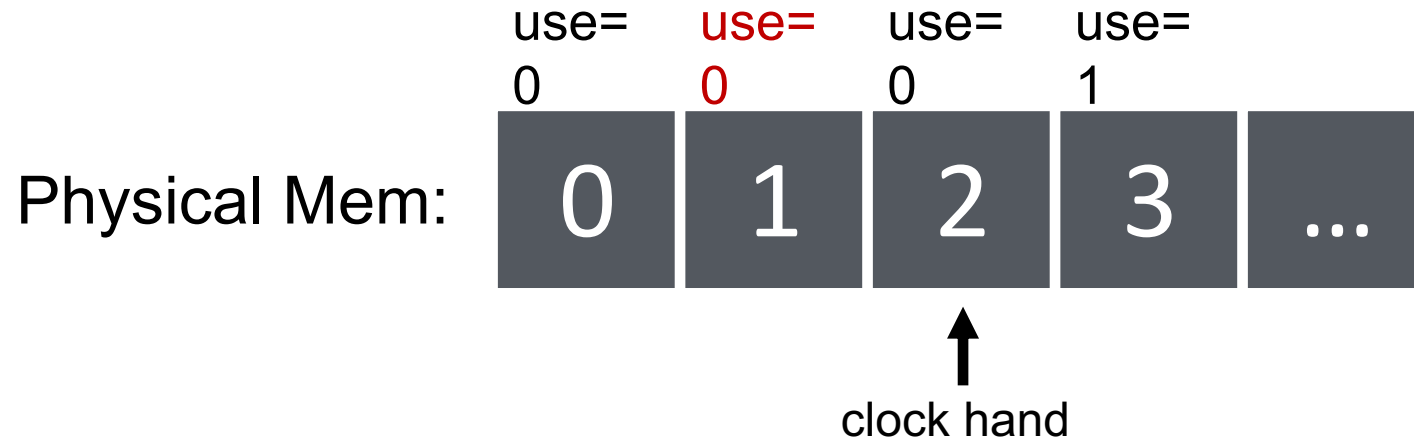 use= use= use= use=
0 0 0 1
Physical Mem: 0 1 2 3 ...
clock hand